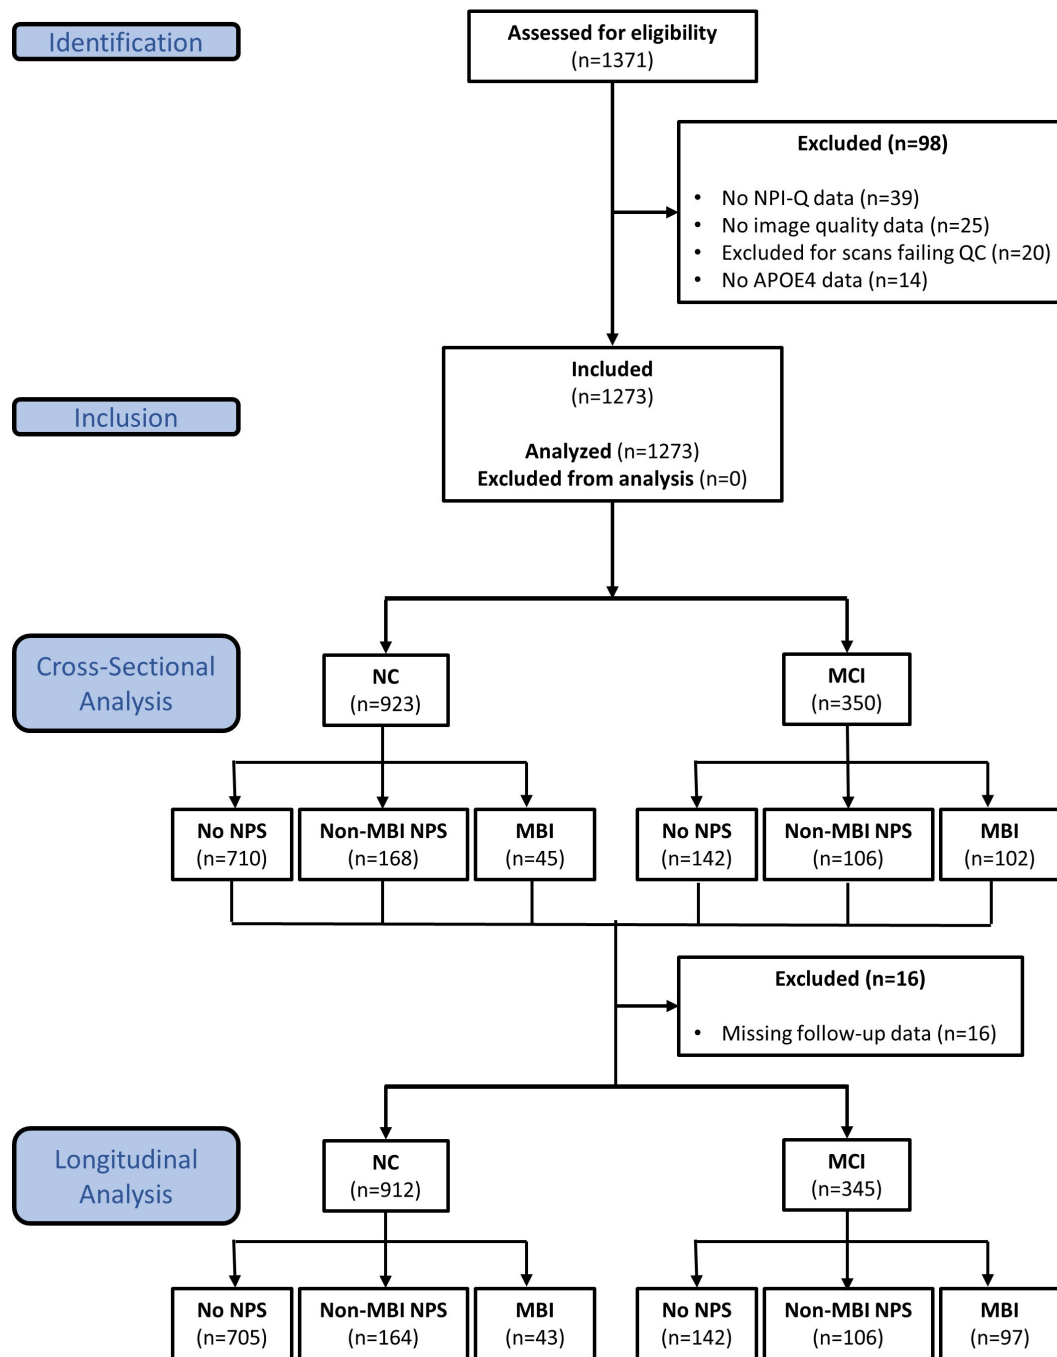 Identification
Assessed for eligibility
(n=1371)
Excluded (n=98)
• No NPI-Q data (n=39)
• No image quality data (n=25)
• Excluded for scans failing QC (n=20)
• No APOE4 data (n=14)
Inclusion
Included
(n=1273)
Analyzed (n=1273)
Excluded from analysis (n=0)
Cross-Sectional
Analysis
NC
(n=923)
MCI
(n=350)
No NPS
(n=710)
Non-MBI NPS
(n=168)
MBI
(n=45)
No NPS
(n=142)
Non-MBI NPS
(n=106)
MBI
(n=102)
Excluded (n=16)
• Missing follow-up data (n=16)
Longitudinal
Analysis
NC
(n=912)
MCI
(n=345)
No NPS
(n=705)
Non-MBI NPS
(n=164)
MBI
(n=43)
No NPS
(n=142)
Non-MBI NPS
(n=106)
MBI
(n=97)